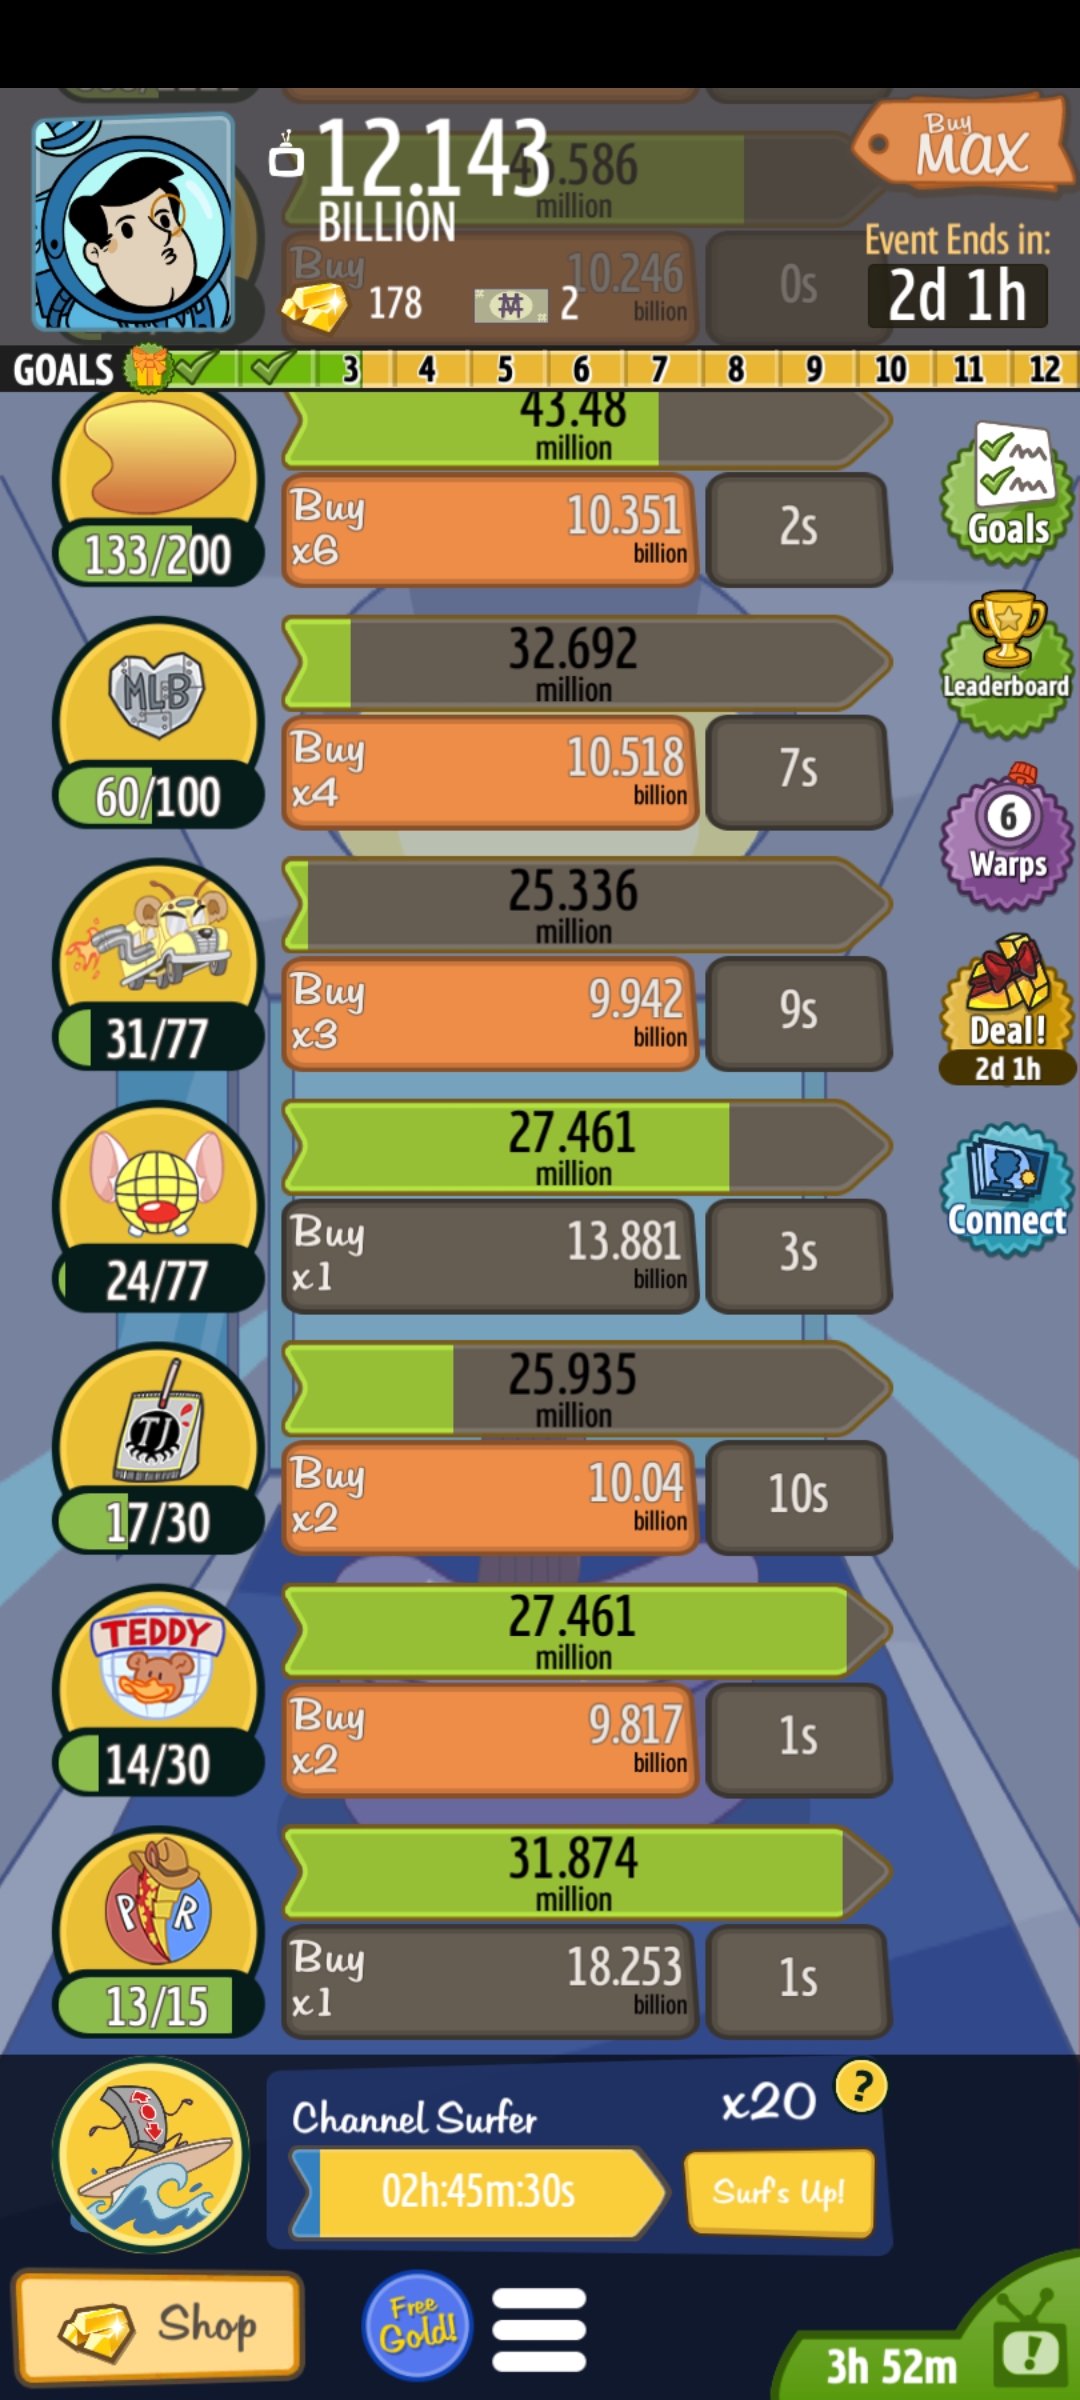 12.143
BILLION
46.586
million
Buy
MAX
Buy
10.246
billion
0s
178
2
Event Ends in:
2d 1h
GOALS 3 4 5 6 7 8 9 10 11 12
43.48
million
133/200
Buy
x6
10.351
billion
2s
Goals
MLB
60/100
32.692
million
Buy
x4
10.518
billion
7s
Leaderboard
6
Warps
31/77
25.336
million
Buy
x3
9.942
billion
9s
Deal!
2d 1h
24/77
27.461
million
Buy
x1
13.881
billion
3s
Connect
TJ
17/30
25.935
million
Buy
x2
10.04
billion
10s
TEDDY
14/30
27.461
million
Buy
x2
9.817
billion
1s
P R
13/15
31.874
million
Buy
x1
18.253
billion
1s
Channel Surfer
x20
?
02h:45m:30s
Surf's Up!
Shop
Free
Gold!
3h 52m
!